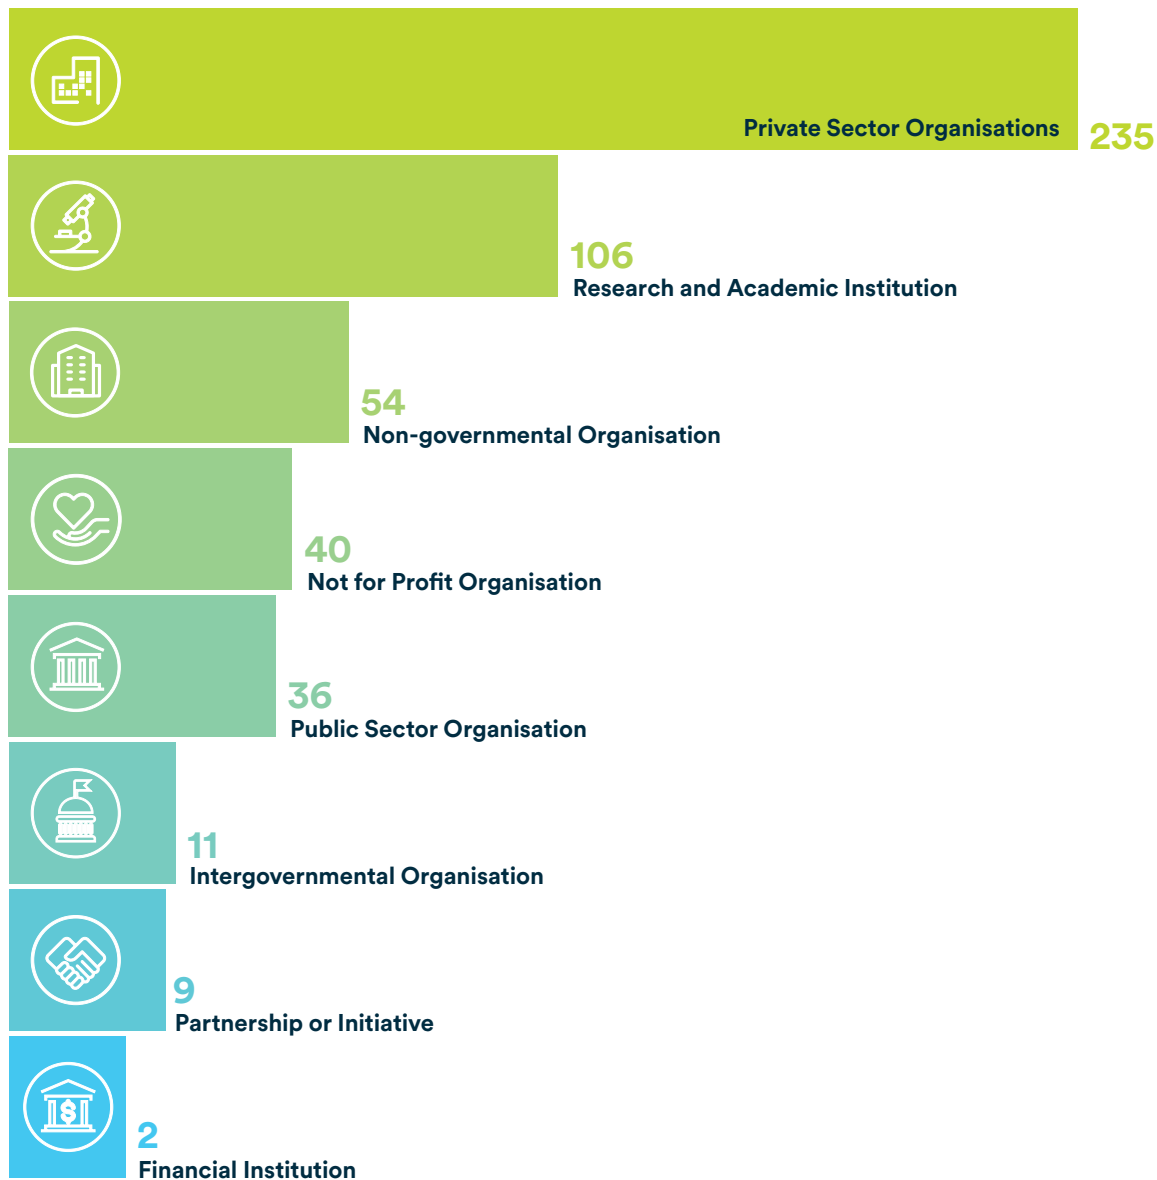 Private Sector Organisations
235
106
Research and Academic Institution
54
Non-governmental Organisation
40
Not for Profit Organisation
36
Public Sector Organisation
11
Intergovernmental Organisation
9
Partnership or Initiative
$
2
Financial Institution